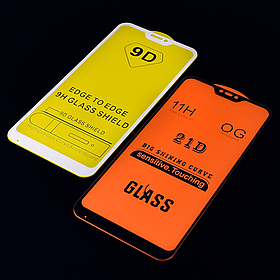 9D
EDGE TO EDGE
9H GLASS SHIELD
9D GLASS SHIELD
11H
OG
21D
BIG SHINING CURVE
sensitive.Touching
GLASS